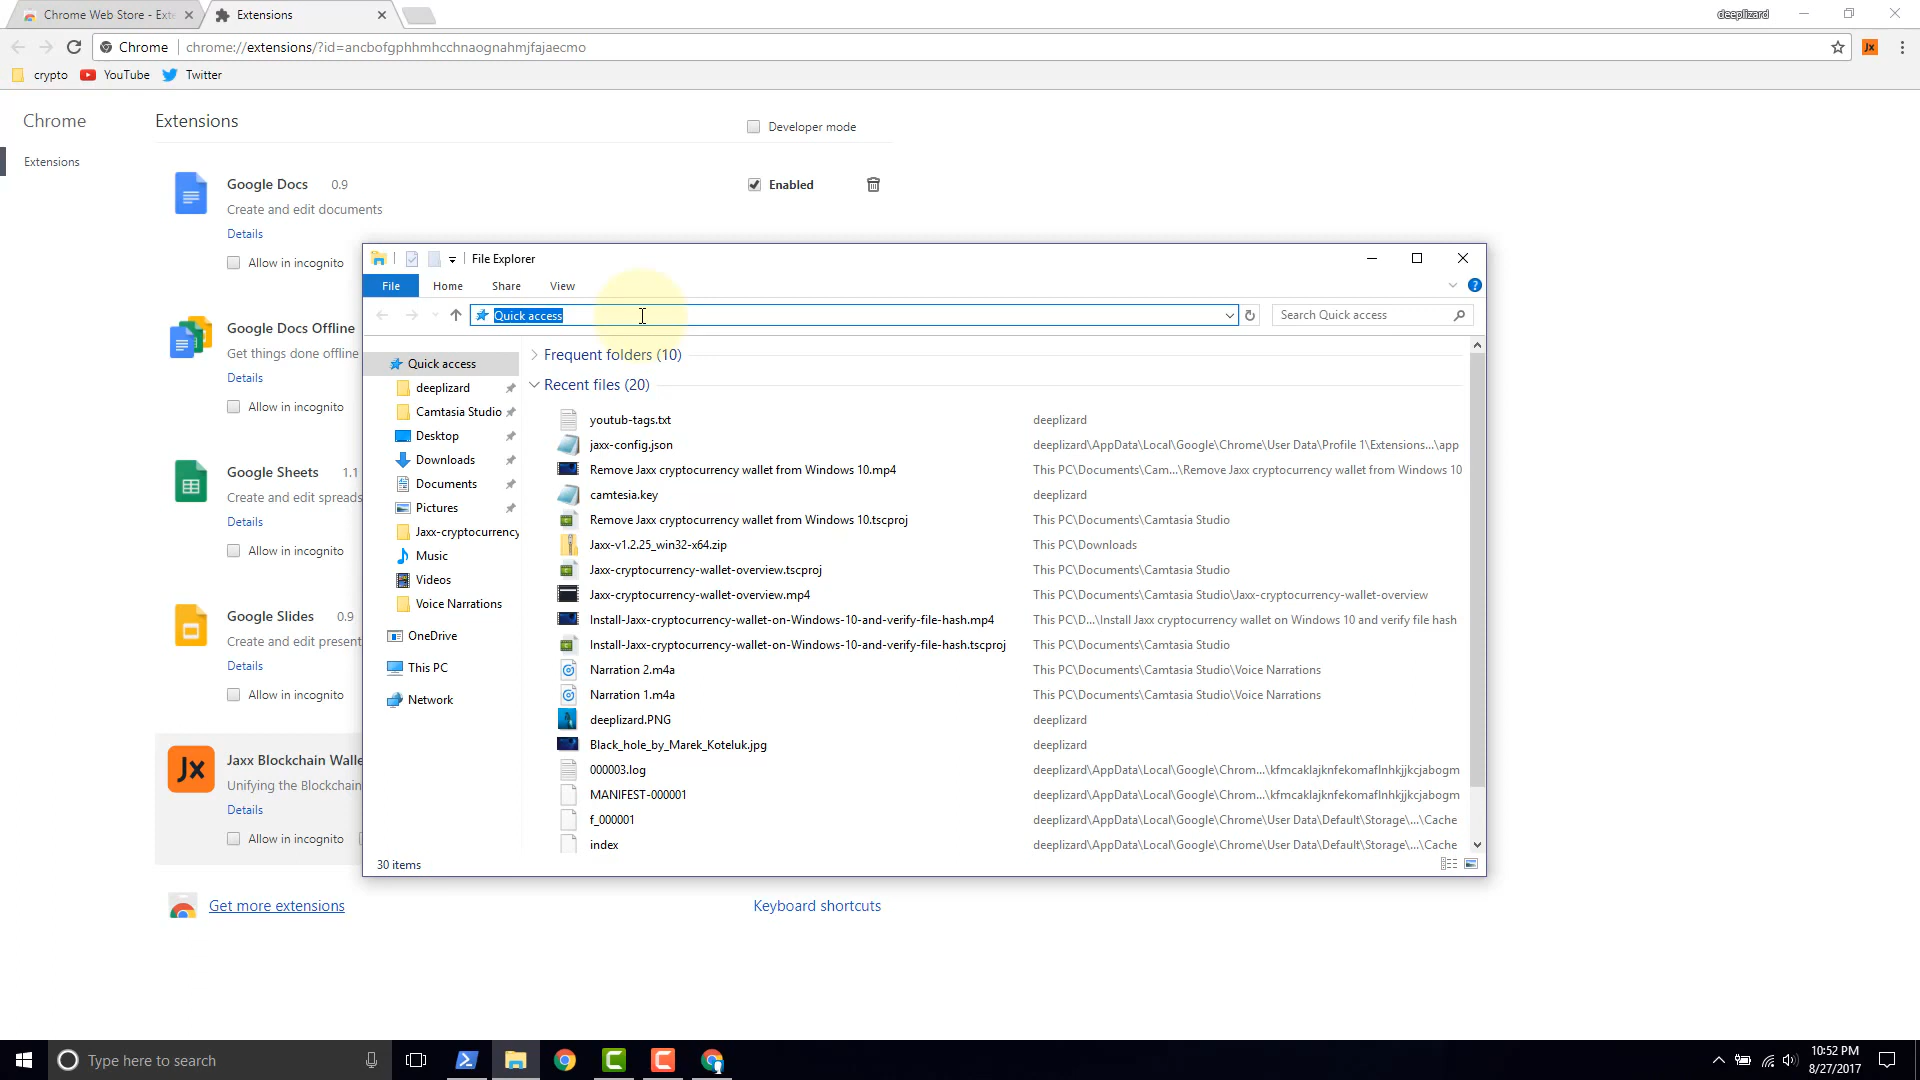 Chrome Web Store - Exte
Extensions
deeplizard
Chrome
chrome://extensions/?id=ancbofgphhmhcchnaognahmjfajaecmo
Jx
crypto
YouTube
Twitter
Chrome
Extensions
Developer mode
Extensions
Google Docs 0.9
Enabled
Create and edit documents
Details
Allow in incognito
Google Docs Offline
Get things done offline
Details
Allow in incognito
Google Sheets 1.1
Create and edit spreads
Details
Allow in incognito
Google Slides 0.9
Create and edit present
Details
Allow in incognito
Jx
Jaxx Blockchain Walle
Unifying the Blockchain
Details
Allow in incognito
Get more extensions
Keyboard shortcuts
File Explorer
File
Home
Share
View
Quick access
Search Quick access
Quick access
deeplizard
Camtasia Studio
Desktop
Downloads
Documents
Pictures
Jaxx-cryptocurrency
Music
Videos
Voice Narrations
OneDrive
This PC
Network
Frequent folders (10)
Recent files (20)
youtub-tags.txt deeplizard
jaxx-config.json deeplizard\AppData\Local\Google\Chrome\User Data\Profile 1\Extensions...\app
Remove Jaxx cryptocurrency wallet from Windows 10.mp4 This PC\Documents\Cam...\Remove Jaxx cryptocurrency wallet from Windows 10
camtesia.key deeplizard
Remove Jaxx cryptocurrency wallet from Windows 10.tscproj This PC\Documents\Camtasia Studio
Jaxx-v1.2.25_win32-x64.zip This PC\Downloads
Jaxx-cryptocurrency-wallet-overview.tscproj This PC\Documents\Camtasia Studio
Jaxx-cryptocurrency-wallet-overview.mp4 This PC\Documents\Camtasia Studio\Jaxx-cryptocurrency-wallet-overview
Install-Jaxx-cryptocurrency-wallet-on-Windows-10-and-verify-file-hash.mp4 This PC\D...\Install Jaxx cryptocurrency wallet on Windows 10 and verify file hash
Install-Jaxx-cryptocurrency-wallet-on-Windows-10-and-verify-file-hash.tscproj This PC\Documents\Camtasia Studio
Narration 2.m4a This PC\Documents\Camtasia Studio\Voice Narrations
Narration 1.m4a This PC\Documents\Camtasia Studio\Voice Narrations
deeplizard.PNG deeplizard
Black_hole_by_Marek_Koteluk.jpg deeplizard
000003.log deeplizard\AppData\Local\Google\Chrom...\kfmcaklajknfekomaflnhkjjkcjabogm
MANIFEST-000001 deeplizard\AppData\Local\Google\Chrom...\kfmcaklajknfekomaflnhkjjkcjabogm
f_000001 deeplizard\AppData\Local\Google\Chrome\User Data\Default\Storage\...\Cache
index deeplizard\AppData\Local\Google\Chrome\User Data\Default\Storage\...\Cache
30 items
Type here to search
10:52 PM
8/27/2017